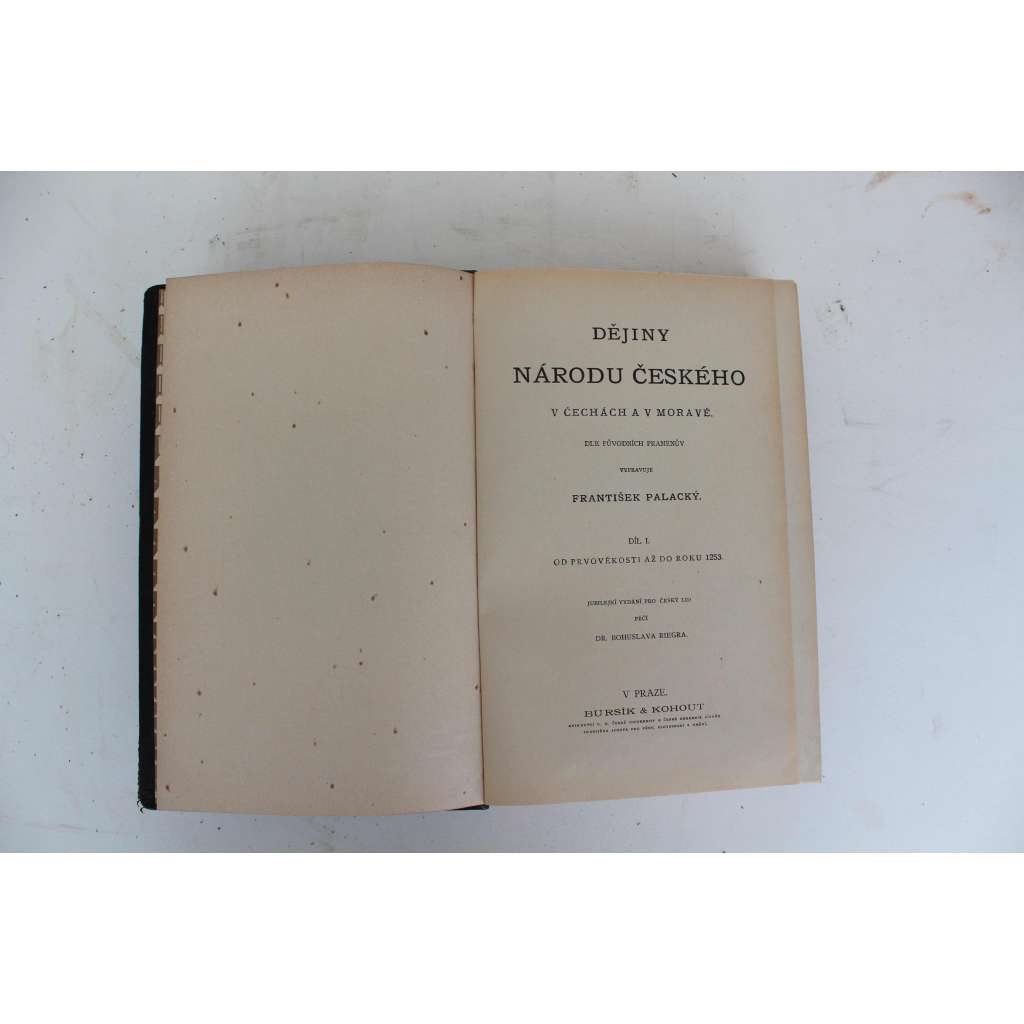 DĚJINY
NÁRODU ČESKÉHO
V ČECHÁCH A V MORAVĚ.
DLE PŮVODNÍCH PRAMENŮV
VYPRAVUJE
FRANTIŠEK PALACKÝ.
DÍL I.
OD PRVOVĚKOSTI AŽ DO ROKU 1253.
JUBILEJNÍ VYDÁNÍ PRO ČESKÝ LID
PÉČÍ
DR. BOHUSLAVA RIEGRA.
V PRAZE.
BURSÍK & KOHOUT